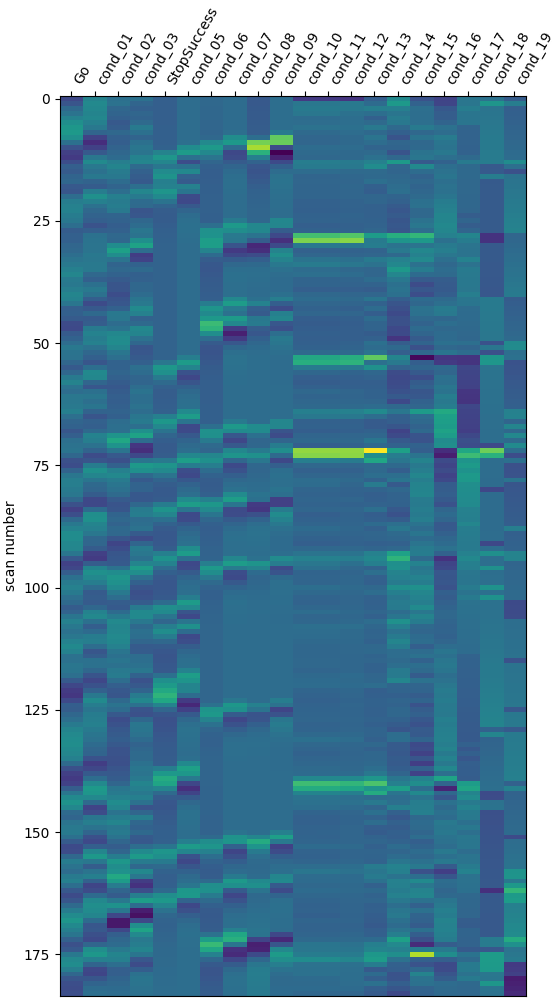 Go
cond_01
cond_02
cond_03
StopSuccess
cond_05
cond_06
cond_07
cond_08
cond_09
cond_10
cond_11
cond_12
cond_13
cond_14
cond_15
cond_16
cond_17
cond_18
cond_19
0
25
50
75
100
125
150
175
scan number